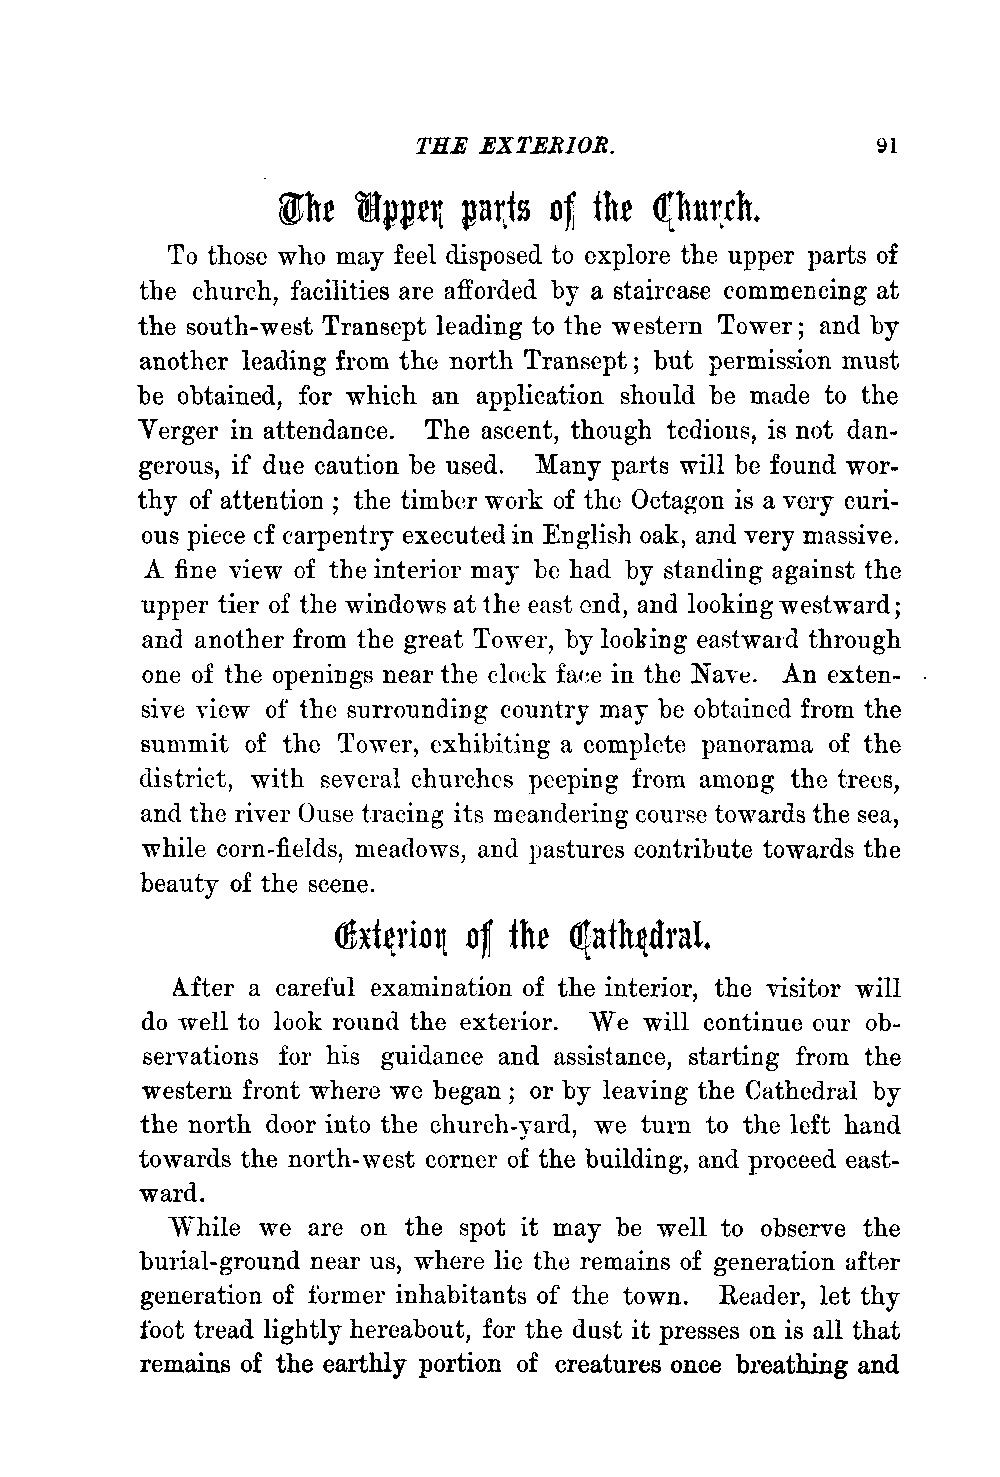 THE EXTERIOR. 91
The Upper parts of the Church.
To those who may feel disposed to explore the upper parts of
the church, facilities are afforded by a staircase commencing at
the south-west Transept leading to the western Tower; and by
another leading from the north Transept; but permission must
be obtained, for which an application should be made to the
Verger in attendance. The ascent, though tedious, is not dan-
gerous, if due caution be used. Many parts will be found wor-
thy of attention ; the timber work of the Octagon is a very curi-
ous piece of carpentry executed in English oak, and very massive.
A fine view of the interior may be had by standing against the
upper tier of the windows at the east end, and looking westward;
and another from the great Tower, by looking eastward through
one of the openings near the clock face in the Nave. An exten-
sive view of the surrounding country may be obtained from the
summit of the Tower, exhibiting a complete panorama of the
district, with several churches peeping from among the trees,
and the river Ouse tracing its meandering course towards the sea,
while corn-fields, meadows, and pastures contribute towards the
beauty of the scene.
Exterior of the Cathedral.
After a careful examination of the interior, the visitor will
do well to look round the exterior. We will continue our ob-
servations for his guidance and assistance, starting from the
western front where we began ; or by leaving the Cathedral by
the north door into the church-yard, we turn to the left hand
towards the north-west corner of the building, and proceed east-
ward.
While we are on the spot it may be well to observe the
burial-ground near us, where lie the remains of generation after
generation of former inhabitants of the town. Reader, let thy
foot tread lightly hereabout, for the dust it presses on is all that
remains of the earthly portion of creatures once breathing and